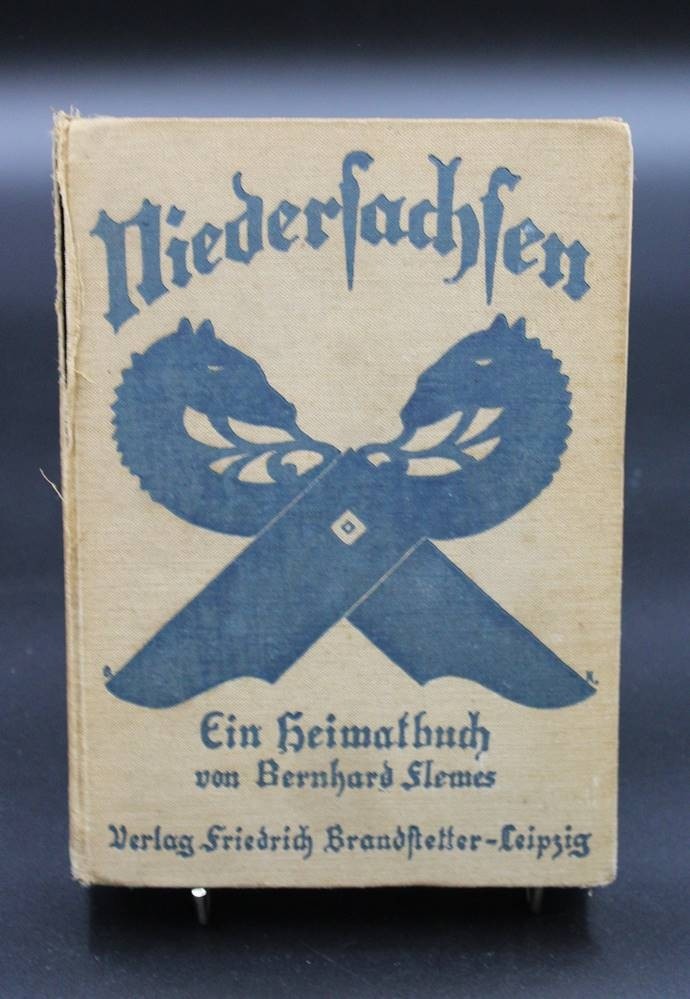 Niederſachſen
Ein Heimatbuch
von Bernhard Flemes
Verlag Friedrich Brandſtetter-Leipzig